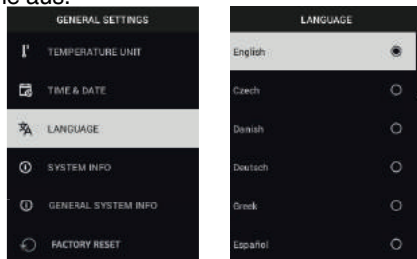 aus.
GENERAL SETTINGS
TEMPERATURE UNIT
TIME & DATE
LANGUAGE
SYSTEM INFO
GENERAL SYSTEM INFO
FACTORY RESET
LANGUAGE
English
Czech
Danish
Deutsch
Greek
Español